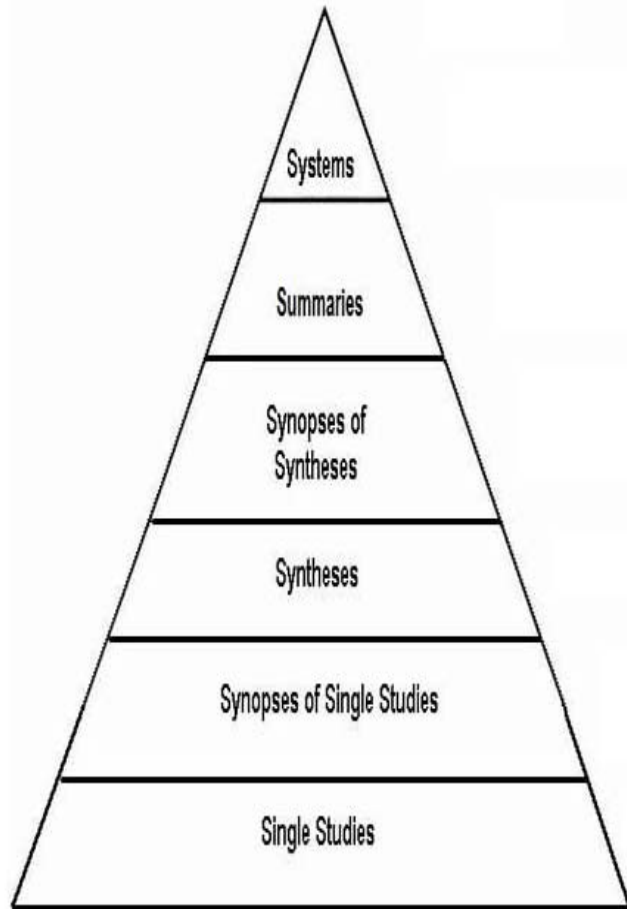 Systems
Summaries
Synopses of
Syntheses
Syntheses
Synopses of Single Studies
Single Studies